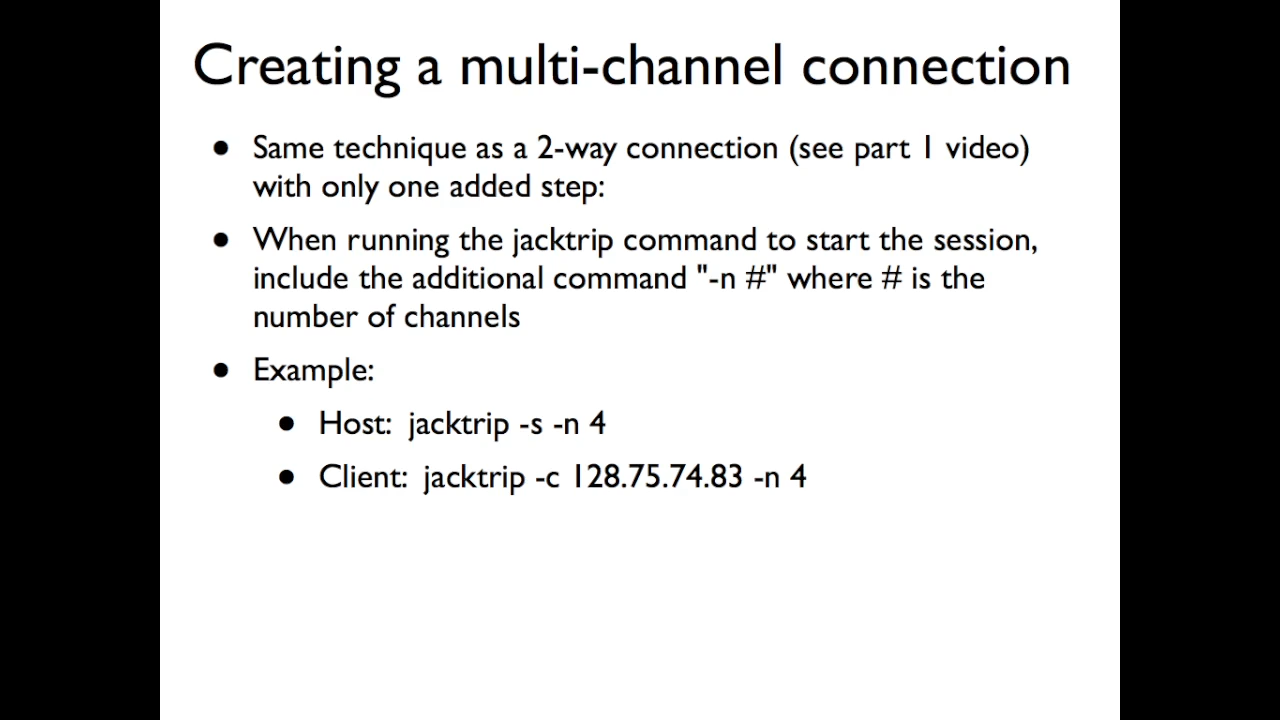 Creating a multi-channel connection
● Same technique as a 2-way connection (see part 1 video)
with only one added step:
● When running the jacktrip command to start the session,
include the additional command "-n #" where # is the
number of channels
● Example:
● Host: jacktrip -s -n 4
● Client: jacktrip -c 128.75.74.83 -n 4